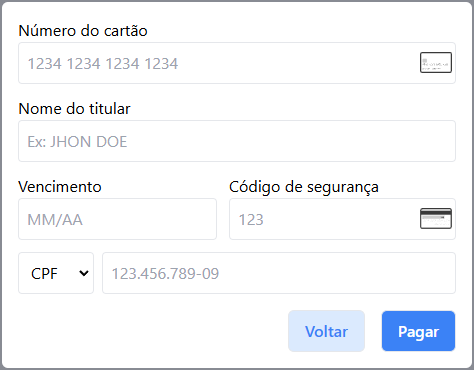 Número do cartão
1234 1234 1234 1234
Nome do titular
Ex: JHON DOE
Vencimento Código de segurança
MM/AA 123
CPF 123.456.789-09
Voltar Pagar